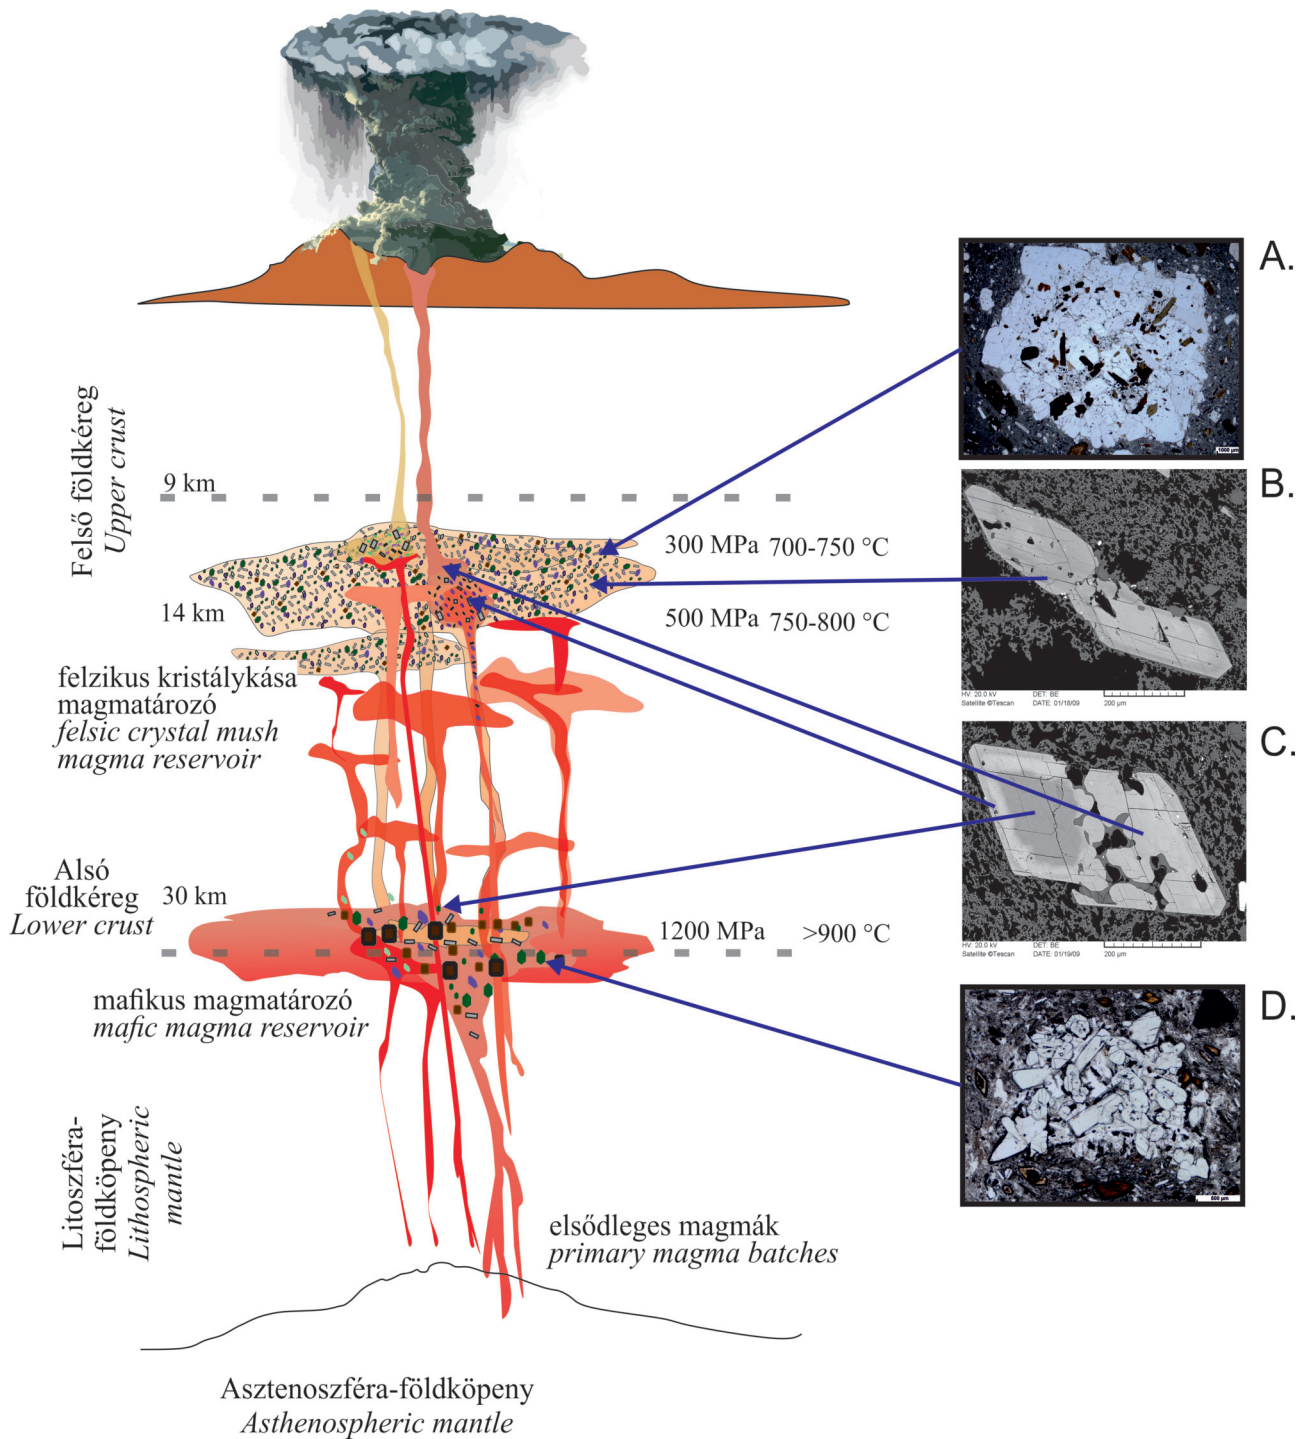 A.
Felső földkéreg
Upper crust
9 km
300 MPa 700-750 °C
14 km
500 MPa 750-800 °C
felzikus kristálykása
magmatározó
felsic crystal mush
magma reservoir
Alsó
földkéreg
Lower crust
30 km
1200 MPa >900 °C
mafikus magmatározó
mafic magma reservoir
Litoszféra-
földköpeny
Lithospheric
mantle
elsődleges magmák
primary magma batches
Asztenoszféra-földköpeny
Asthenospheric mantle
1000 µm
B.
HV: 20.0 kV DET: BE
Satellite ©Tescan DATE: 01/18/09 200 µm
C.
HV: 20.0 kV DET: BE
Satellite ©Tescan DATE: 01/19/09 200 µm
D.
600 µm